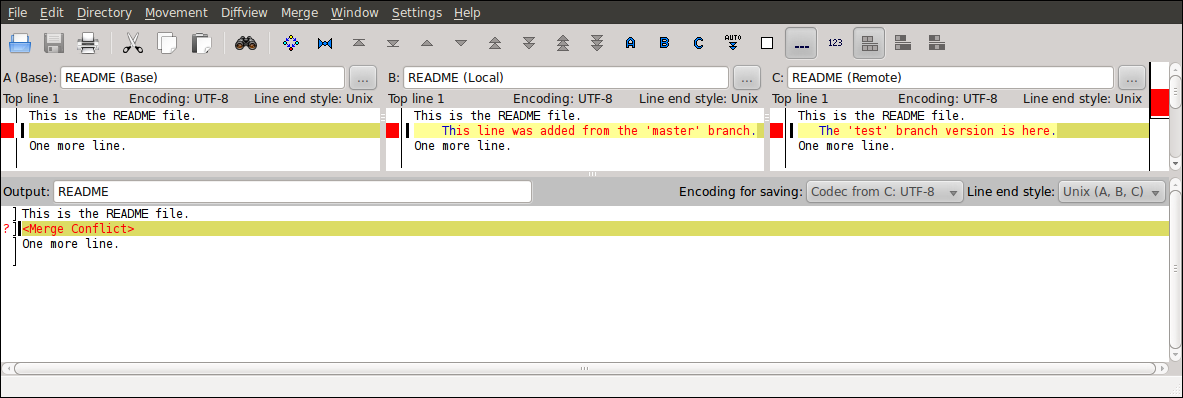 File Edit Directory Movement Diffview Merge Window Settings Help
A B C AUTO ... 123
A (Base): README (Base) ... B: README (Local) ... C: README (Remote) ...
Top line 1 Encoding: UTF-8 Line end style: Unix Top line 1 Encoding: UTF-8 Line end style: Unix Top line 1 Encoding: UTF-8 Line end style: Unix
This is the README file. This is the README file. This is the README file.
This line was added from the 'master' branch. The 'test' branch version is here.
One more line. One more line. One more line.
Output: README Encoding for saving: Codec from C: UTF-8 Line end style: Unix (A, B, C)
This is the README file.
? <Merge Conflict>
One more line.